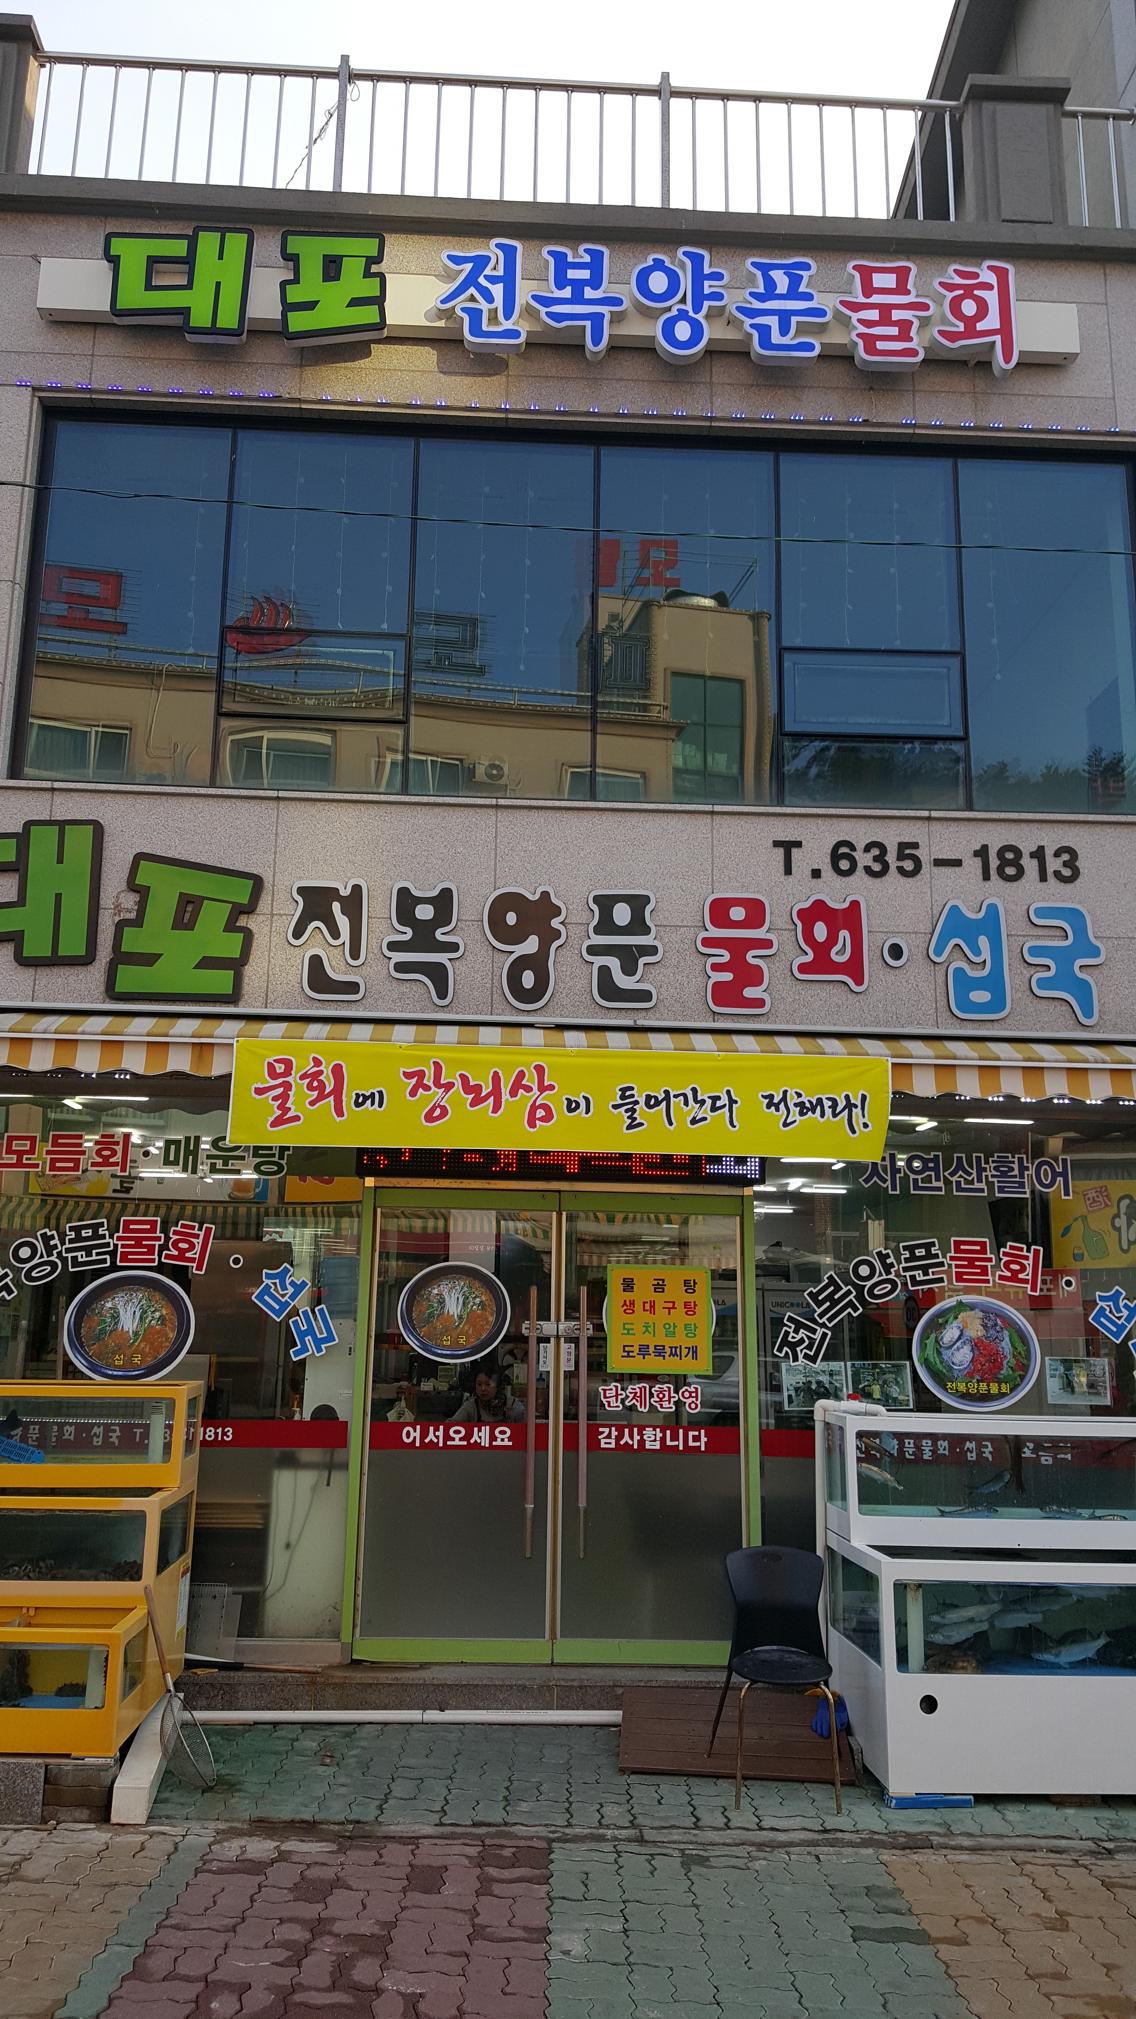 대포 전복양푼물회
T.635-1813
대포 전복양푼 물회·섭국
물회에 장뇌삼이 들어간다 전해라!
모듬회·매운탕
자연산활어
양푼물회·섭국
전복양푼물회·섭
섭국
섭국
물곰탕
생대구탕
도치알탕
도루묵찌개
단체환영
전복양푼물회
어서오세요
감사합니다
UNICOLA
1813